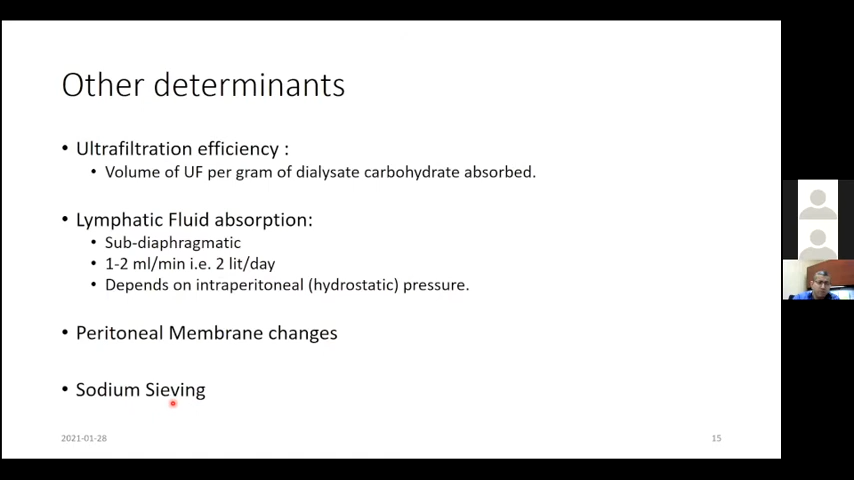 Other determinants
• Ultrafiltration efficiency :
• Volume of UF per gram of dialysate carbohydrate absorbed.
• Lymphatic Fluid absorption:
• Sub-diaphragmatic
• 1-2 ml/min i.e. 2 lit/day
• Depends on intraperitoneal (hydrostatic) pressure.
• Peritoneal Membrane changes
• Sodium Sieving
2021-01-28
15